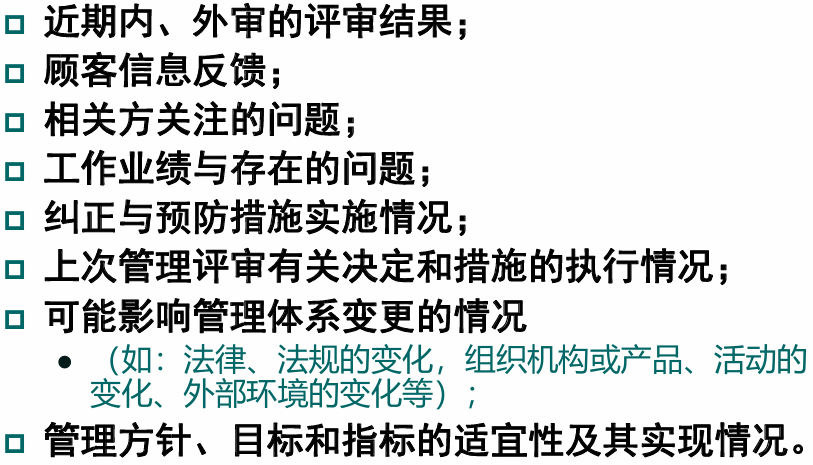 近期内、外审的评审结果；
顾客信息反馈；
相关方关注的问题；
工作业绩与存在的问题；
纠正与预防措施实施情况；
上次管理评审有关决定和措施的执行情况；
可能影响管理体系变更的情况
（如：法律、法规的变化，组织机构或产品、活动的
变化、外部环境的变化等）；
管理方针、目标和指标的适宜性及其实现情况。